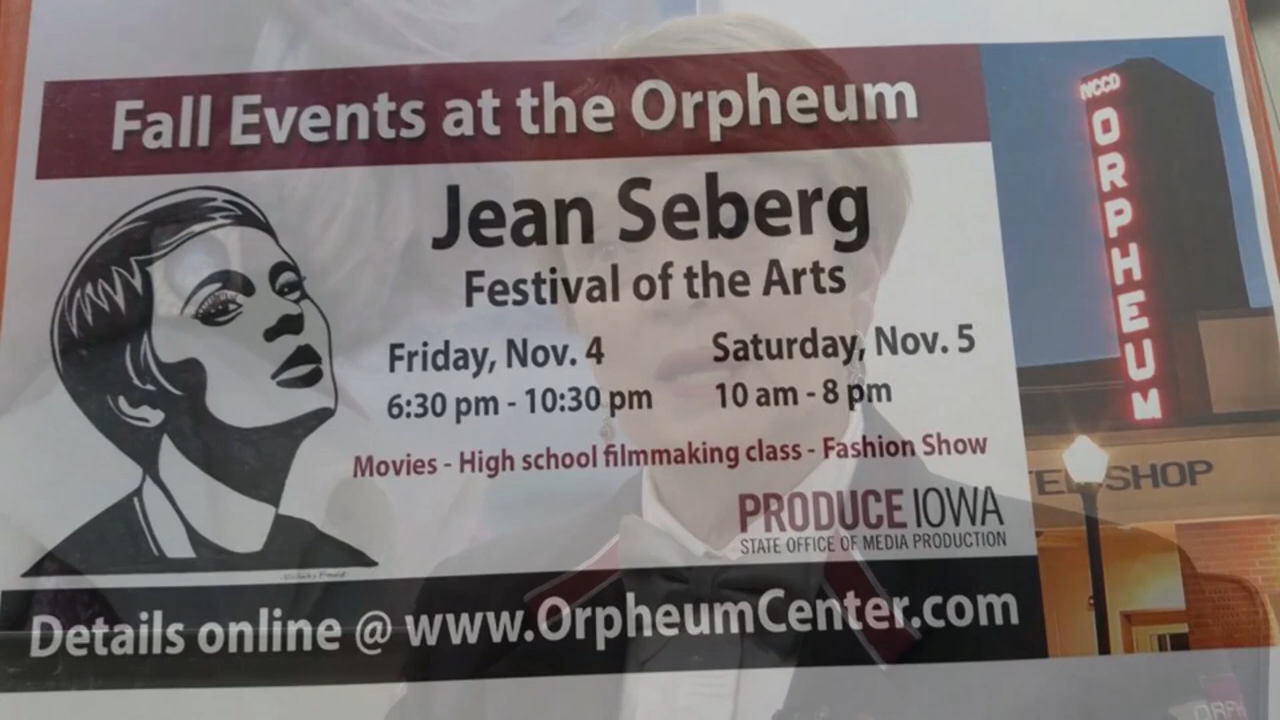 Fall Events at the Orpheum
Jean Seberg
Festival of the Arts
Friday, Nov. 4
6:30 pm - 10:30 pm
Saturday, Nov. 5
10 am - 8 pm
Movies - High school filmmaking class - Fashion Show
PRODUCE IOWA
STATE OFFICE OF MEDIA PRODUCTION
Details online @ www.OrpheumCenter.com
NCCD
ORPHEUM
SHOP